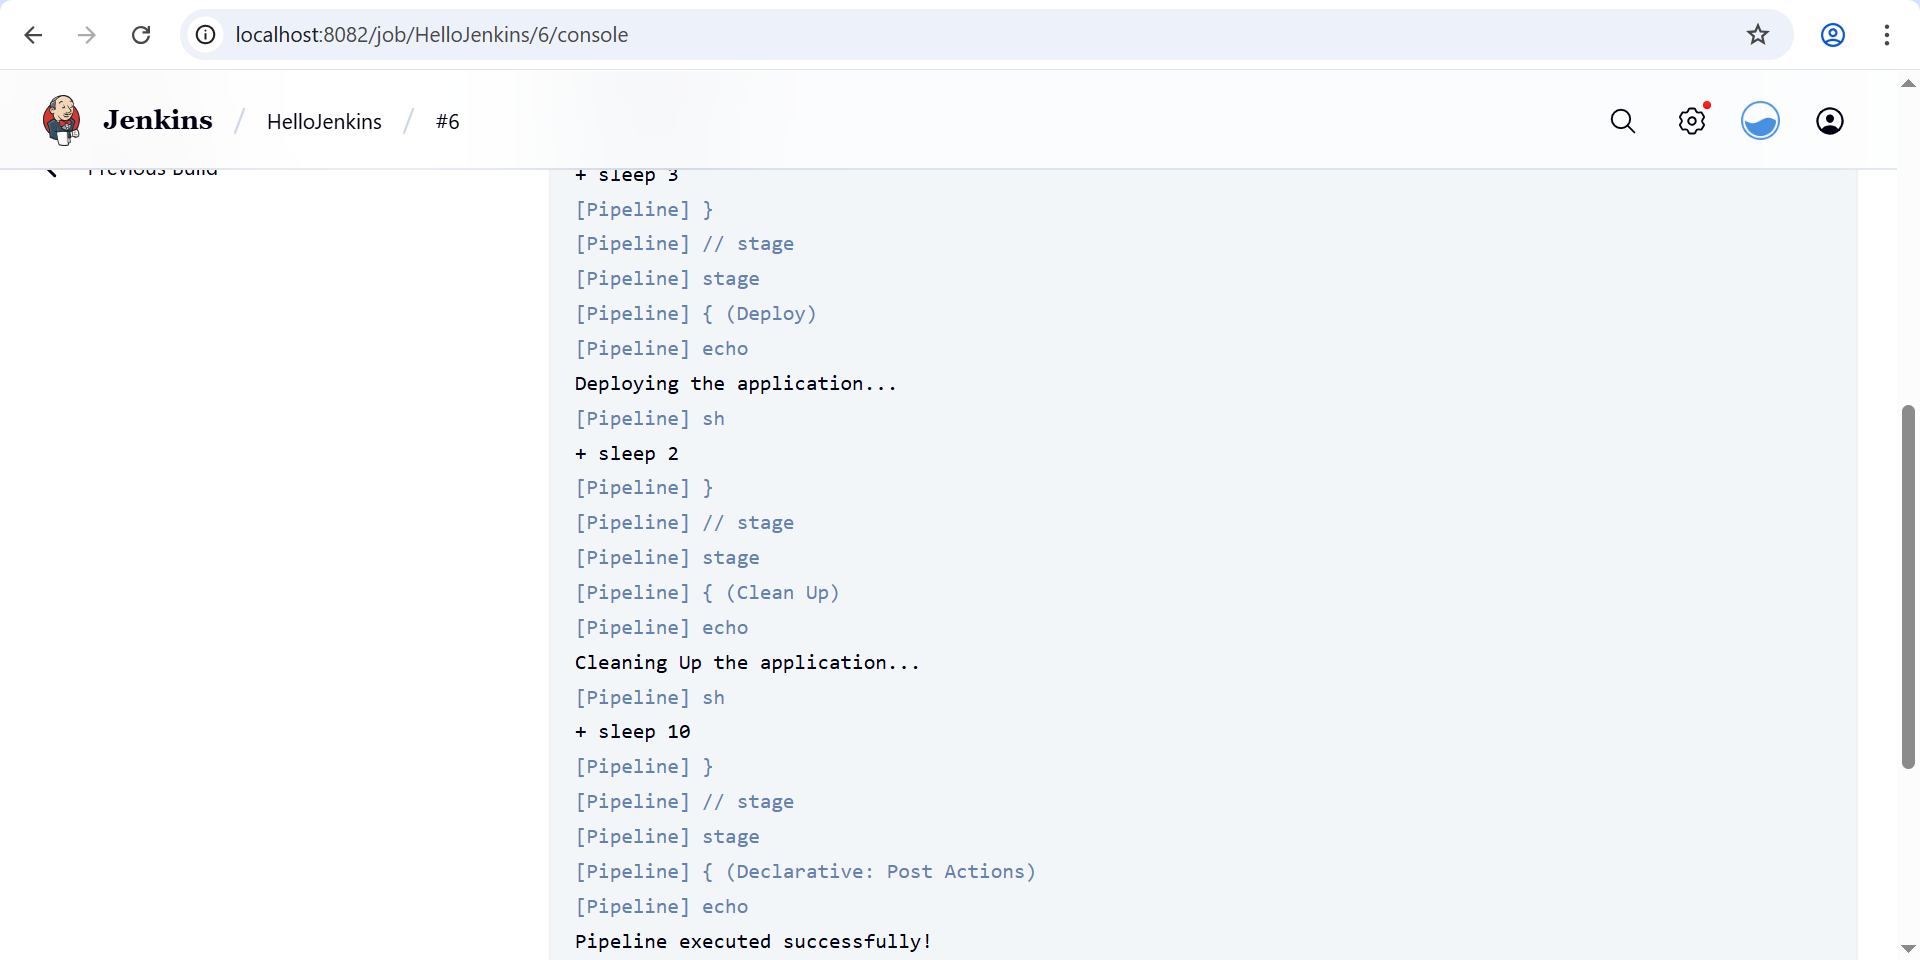 localhost:8082/job/HelloJenkins/6/console
Jenkins / HelloJenkins / #6
Previous Build
+ sleep 3
[Pipeline] }
[Pipeline] // stage
[Pipeline] stage
[Pipeline] { (Deploy)
[Pipeline] echo
Deploying the application...
[Pipeline] sh
+ sleep 2
[Pipeline] }
[Pipeline] // stage
[Pipeline] stage
[Pipeline] { (Clean Up)
[Pipeline] echo
Cleaning Up the application...
[Pipeline] sh
+ sleep 10
[Pipeline] }
[Pipeline] // stage
[Pipeline] stage
[Pipeline] { (Declarative: Post Actions)
[Pipeline] echo
Pipeline executed successfully!